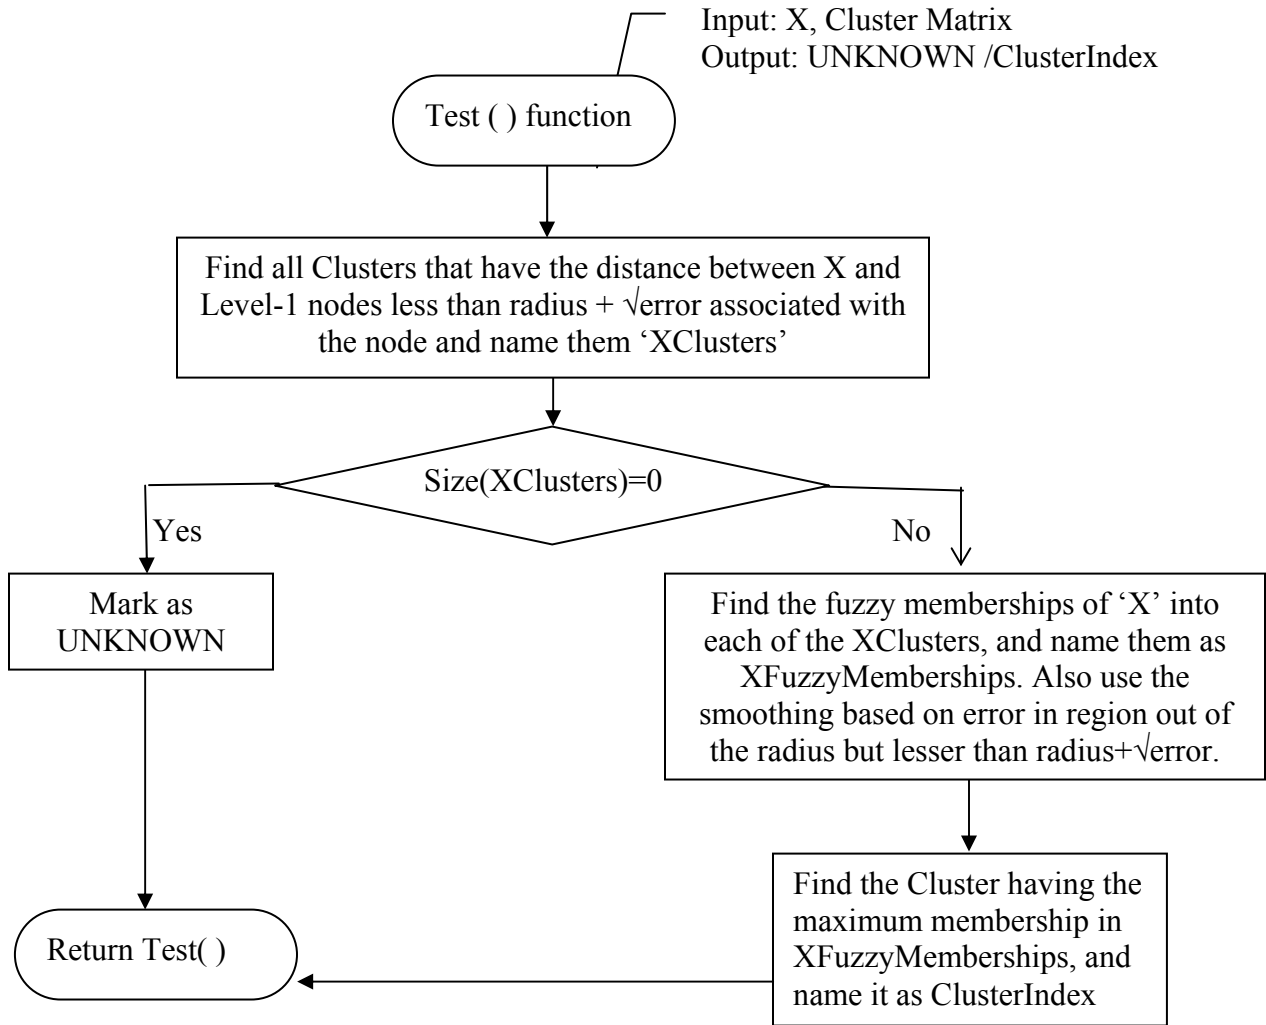 Input: X, Cluster Matrix
Output: UNKNOWN /ClusterIndex
Test ( ) function
Find all Clusters that have the distance between X and
Level-1 nodes less than radius + √error associated with
the node and name them ‘XClusters’
Size(XClusters)=0
Yes
No
Mark as
UNKNOWN
Find the fuzzy memberships of ‘X’ into
each of the XClusters, and name them as
XFuzzyMemberships. Also use the
smoothing based on error in region out of
the radius but lesser than radius+√error.
Find the Cluster having the
maximum membership in
XFuzzyMemberships, and
name it as ClusterIndex
Return Test( )